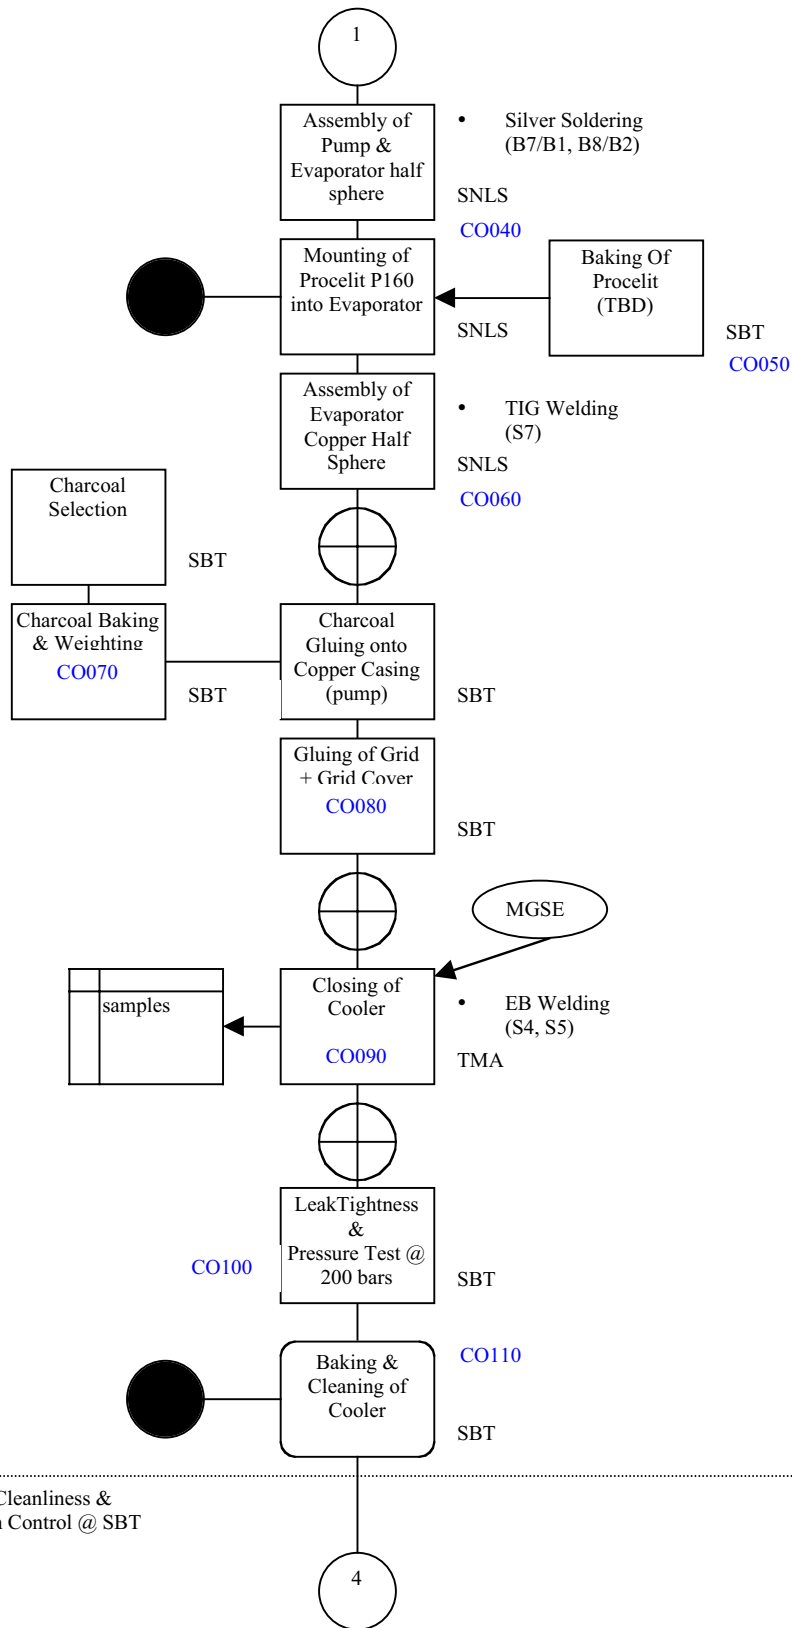 1
Assembly of
Pump &
Evaporator half
sphere
• Silver Soldering
(B7/B1, B8/B2)
SNLS
CO040
Mounting of
Procelit P160
into Evaporator
SNLS
Baking Of
Procelit
(TBD)
SBT
CO050
Assembly of
Evaporator
Copper Half
Sphere
• TIG Welding
(S7)
SNLS
CO060
Charcoal
Selection
SBT
Charcoal Baking
& Weighting
CO070
SBT
Charcoal
Gluing onto
Copper Casing
(pump)
SBT
Gluing of Grid
+ Grid Cover
CO080
SBT
MGSE
samples
Closing of
Cooler
CO090
• EB Welding
(S4, S5)
TMA
LeakTightness
&
Pressure Test @
200 bars
CO100
SBT
Baking &
Cleaning of
Cooler
CO110
SBT
Cleanliness &
n Control @ SBT
4